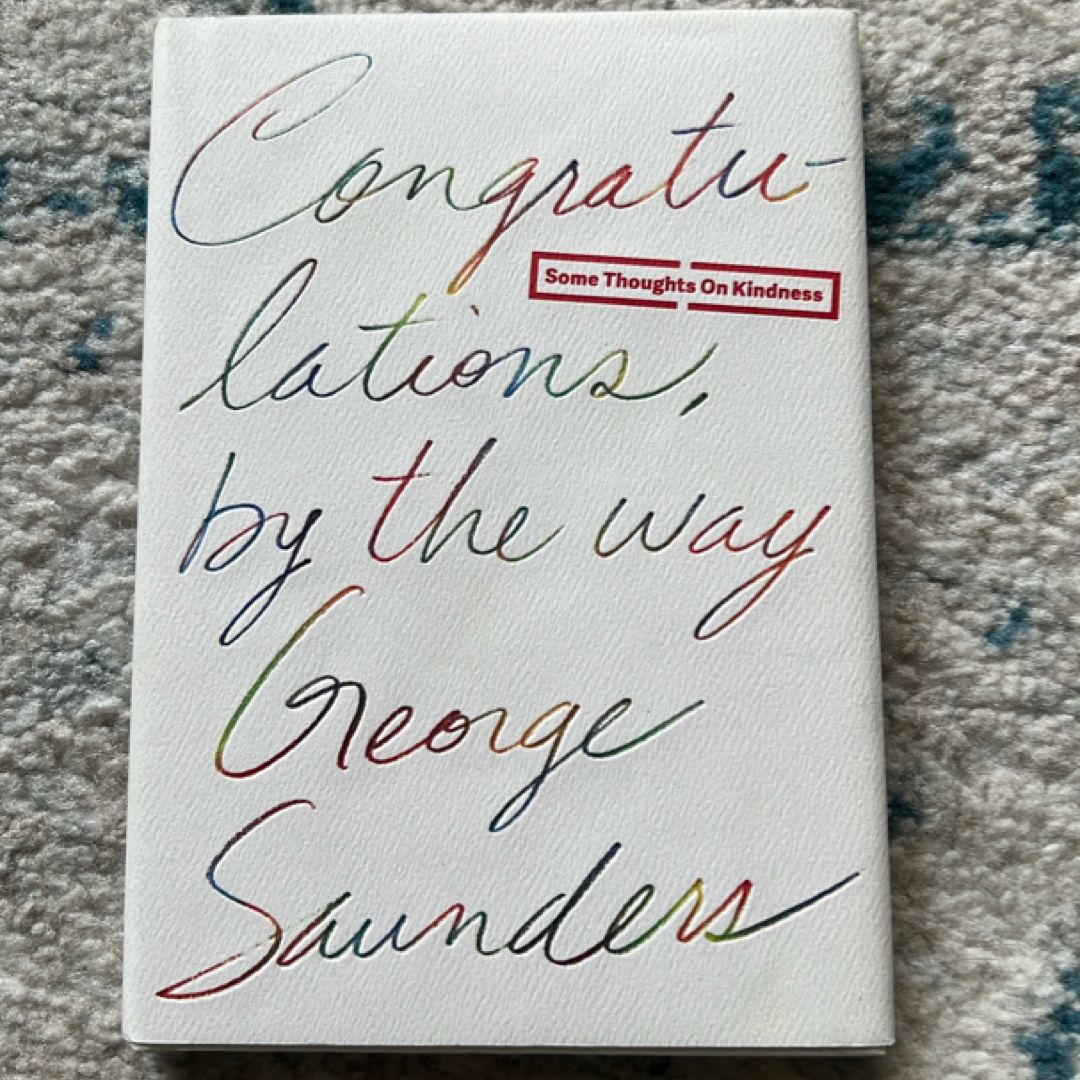 Congratu-
Some Thoughts On Kindness
lations,
by the way
George
Saunders